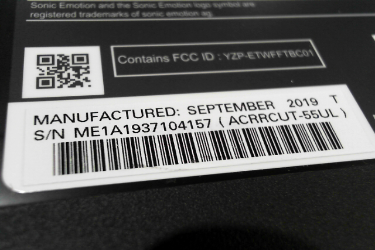 Sonic Emotion and the Sonic Emotion logo symbol are
registered trademarks of sonic emotion ag.
Contains FCC ID : YZP-ETWFFTBC01
MANUFACTURED: SEPTEMBER 2019 T
S/N ME1A1937104157 ( ACRRCUT-55UL )